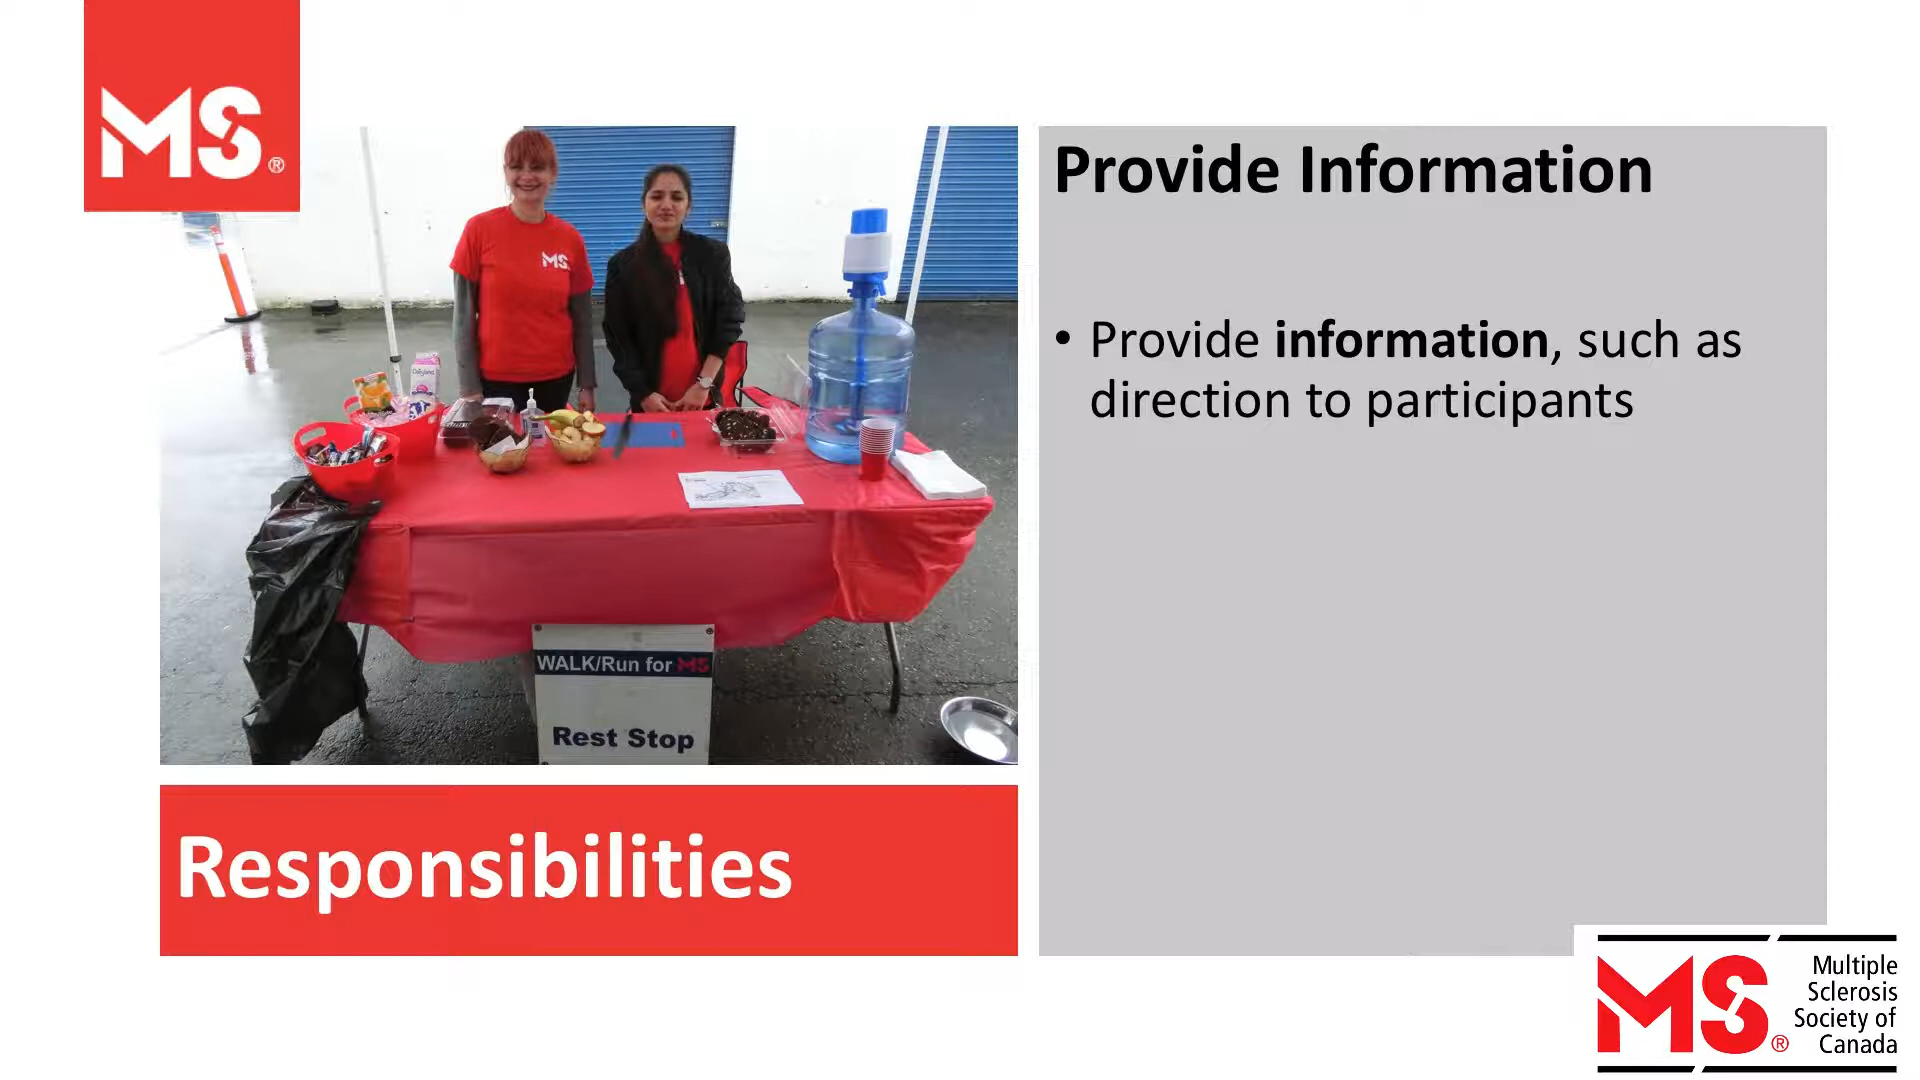 MS®
Provide Information
• Provide information, such as
direction to participants
MS
Dairyland
WALK/Run for MS
Rest Stop
Responsibilities
MS®
Multiple
Sclerosis
Society of
Canada